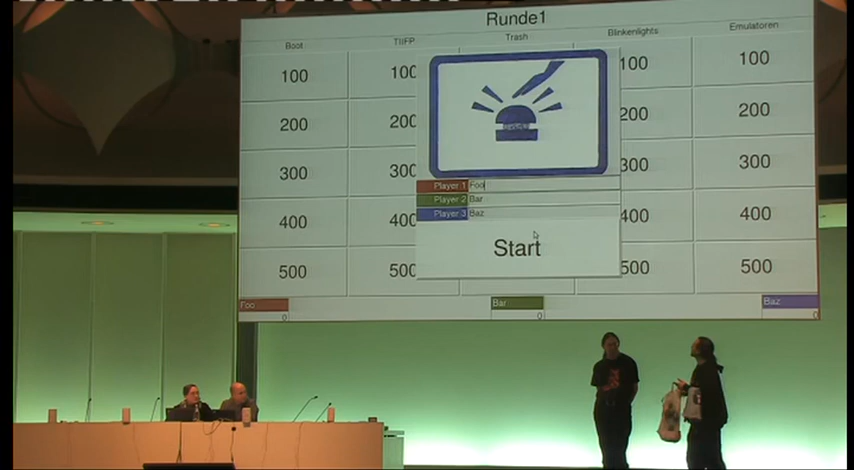 Runde1
Boot TIIFP Trash Blinkenlights Emulatoren
100 100 100 100
200 200 200 200
300 300 300 300
400 400 400 400
500 500 500 500
Player 1 Foo
Player 2 Bar
Player 3 Baz
Start
Foo Bar Baz
0 0 0